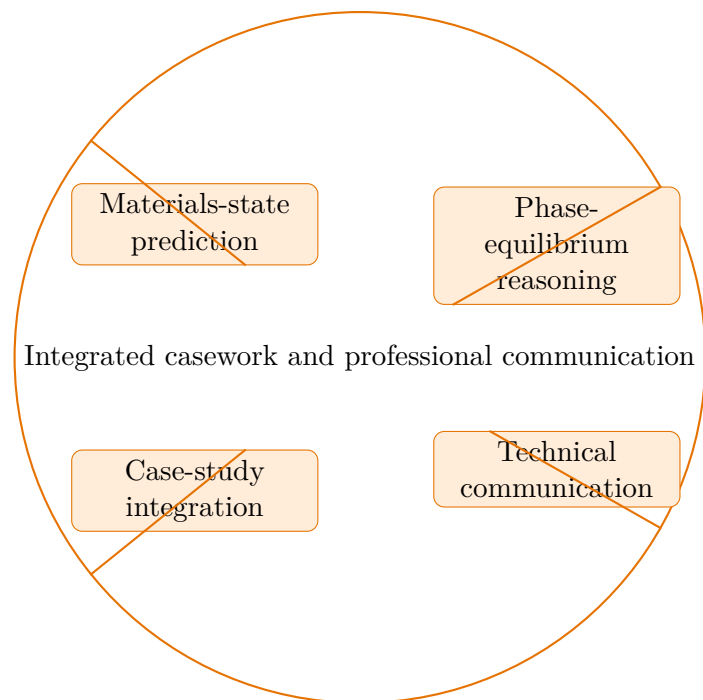 Materials-state
prediction
Phase-
equilibrium
reasoning
Integrated casework and professional communication
Case-study
integration
Technical
communication